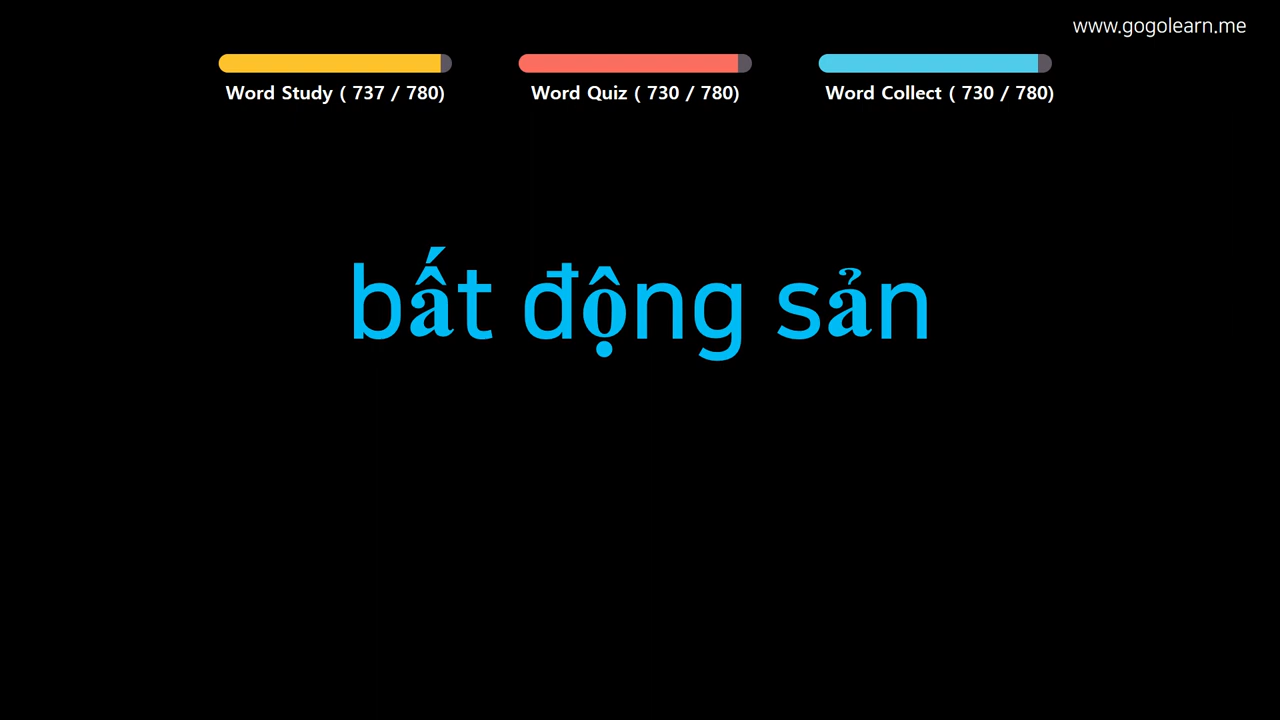 www.gogolearn.me
Word Study ( 737 / 780)
Word Quiz ( 730 / 780)
Word Collect ( 730 / 780)
bất động sản